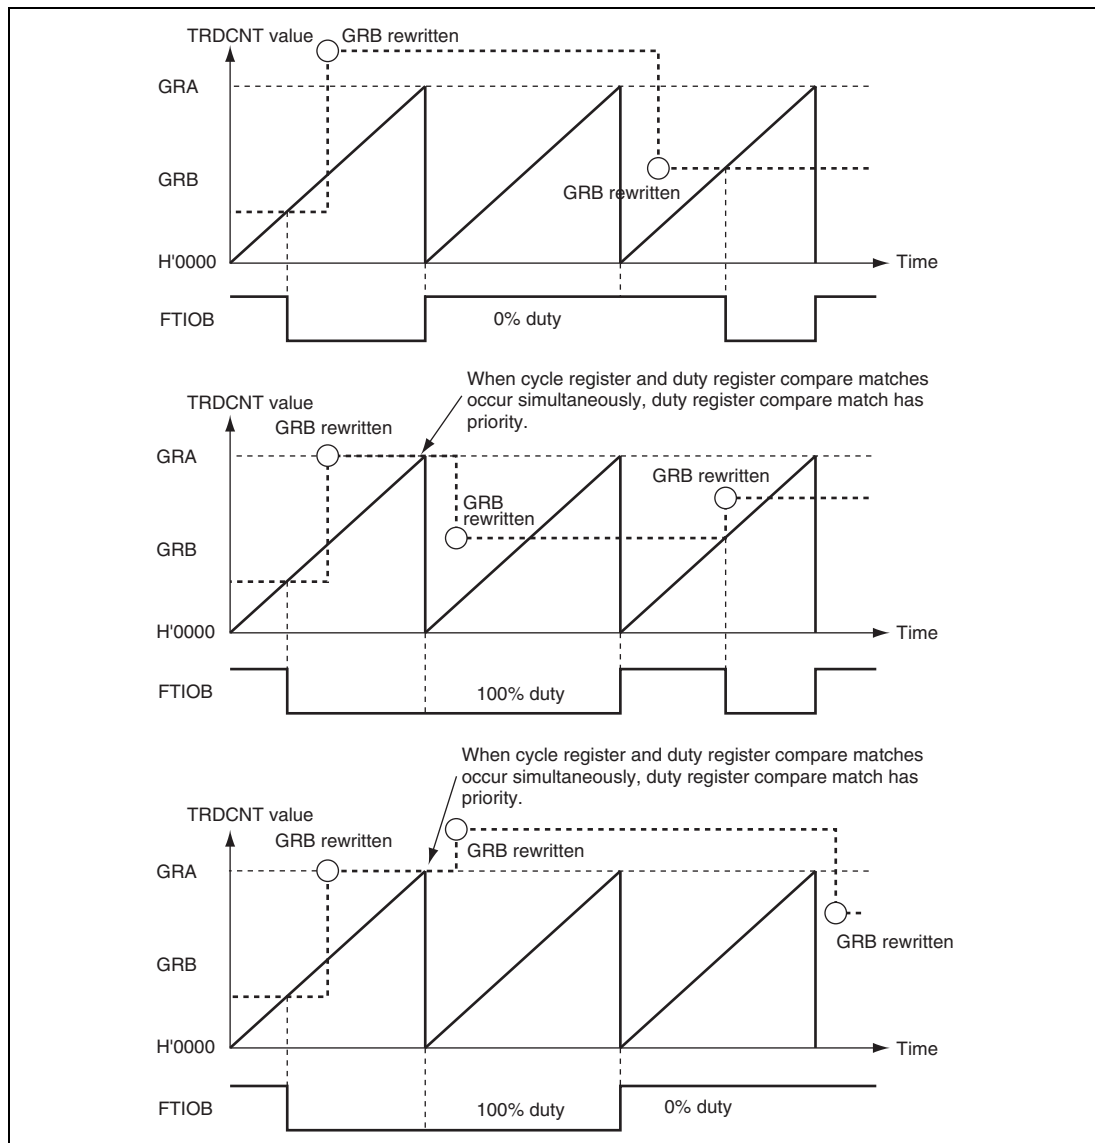 TRDCNT value
GRB rewritten
GRA
GRB
GRB rewritten
H'0000
Time
FTIOB
0% duty
When cycle register and duty register compare matches
occur simultaneously, duty register compare match has
priority.
TRDCNT value
GRB rewritten
GRA
GRB rewritten
GRB
rewritten
GRB
H'0000
Time
FTIOB
100% duty
When cycle register and duty register compare matches
occur simultaneously, duty register compare match has
priority.
TRDCNT value
GRB rewritten
GRB rewritten
GRA
GRB rewritten
GRB
H'0000
Time
FTIOB
100% duty
0% duty